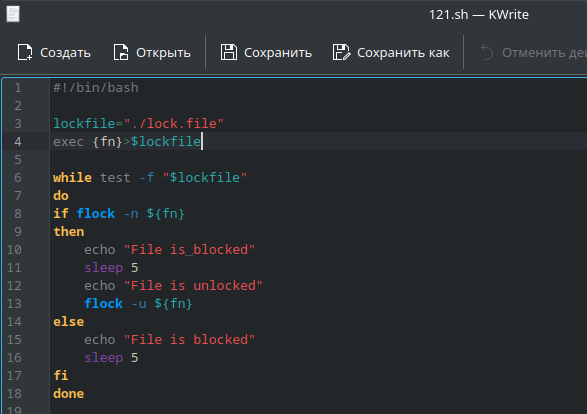 121.sh — KWrite
Создать Открыть Сохранить Сохранить как Отменить дей
1 #!/bin/bash
2
3 lockfile="./lock.file"
4 exec {fn}>$lockfile
5
6 while test -f "$lockfile"
7 do
8 if flock -n ${fn}
9 then
10 echo "File is blocked"
11 sleep 5
12 echo "File is unlocked"
13 flock -u ${fn}
14 else
15 echo "File is blocked"
16 sleep 5
17 fi
18 done
19